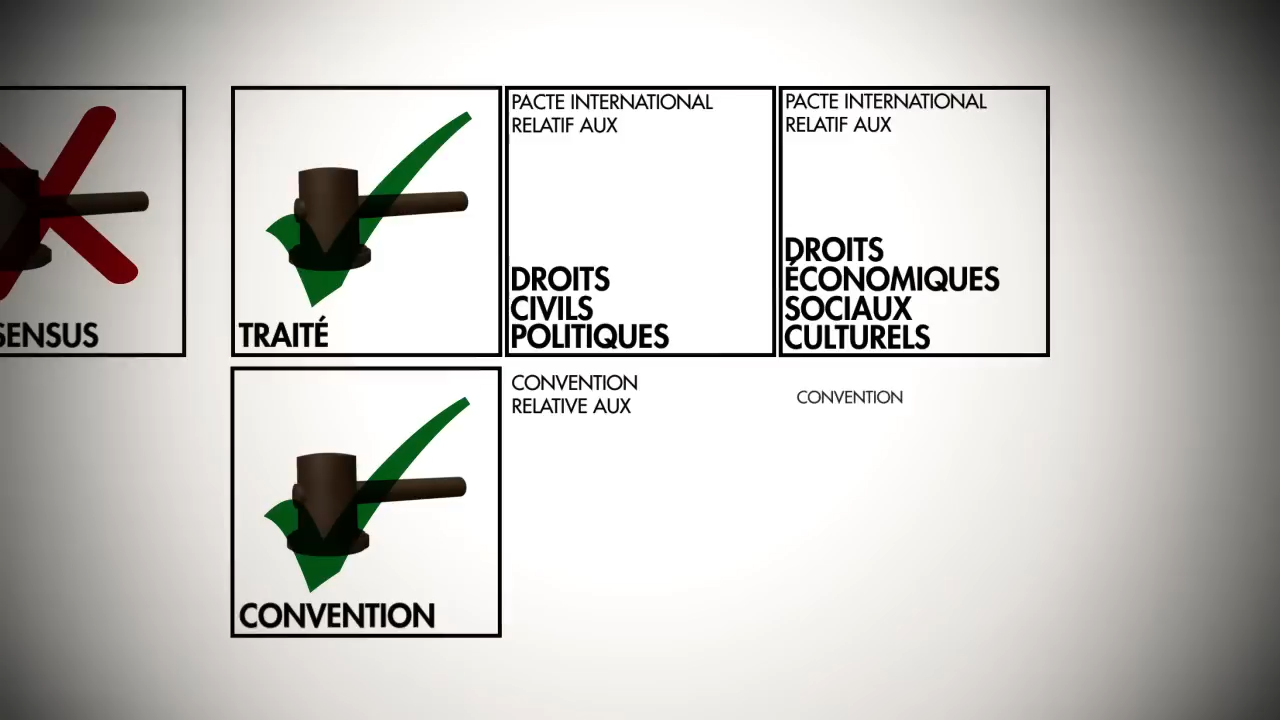 SENSUS
TRAITÉ
PACTE INTERNATIONAL
RELATIF AUX
DROITS
CIVILS
POLITIQUES
PACTE INTERNATIONAL
RELATIF AUX
DROITS
ÉCONOMIQUES
SOCIAUX
CULTURELS
CONVENTION
CONVENTION
RELATIVE AUX
CONVENTION